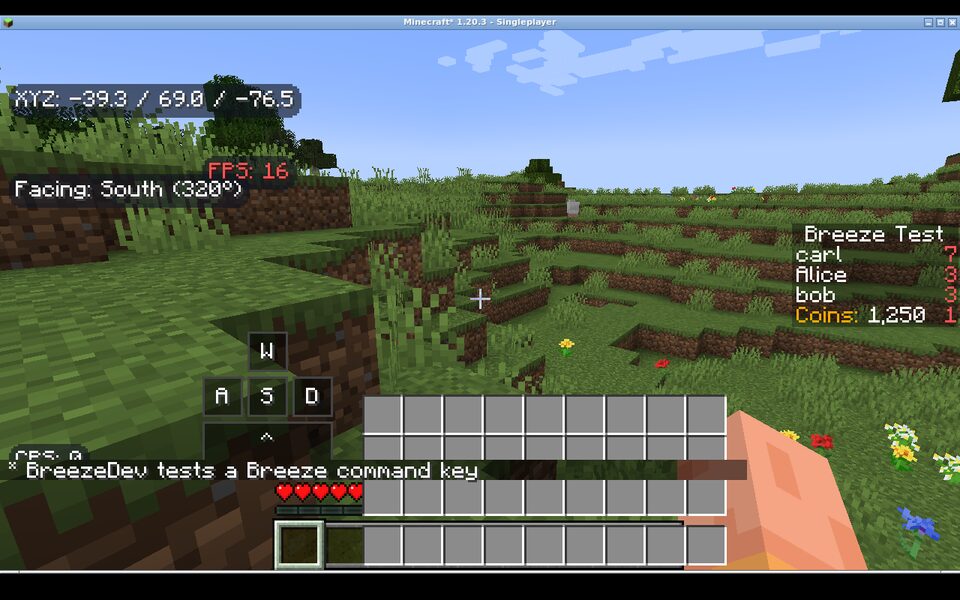 Minecraft* 1.20.3 - Singleplayer
XYZ: -39.3 / 69.0 / -76.5
FPS: 16
Facing: South (320º)
Breeze Test
carl 7
Alice 3
bob 3
Coins: 1,250 1
W
A S D
^
CPS: 0
* BreezeDev tests a Breeze command key